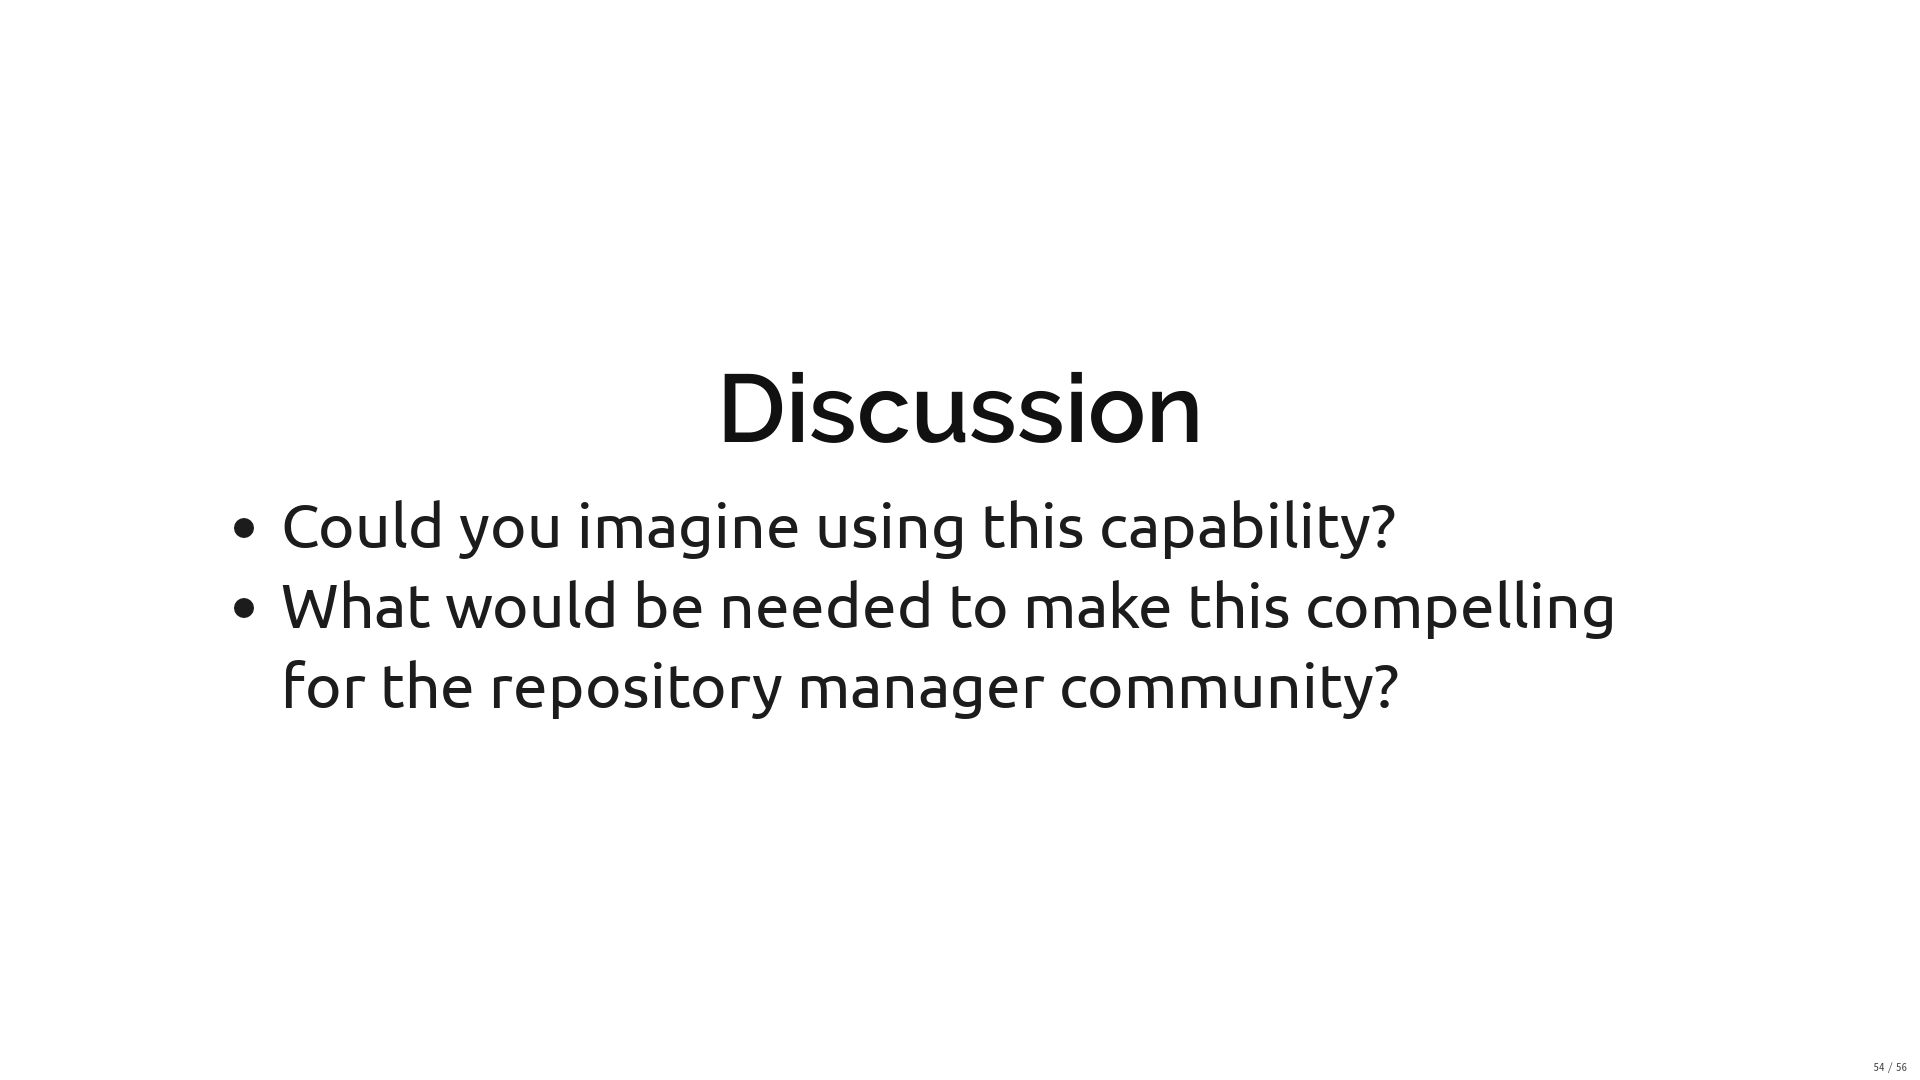 Discussion
• Could you imagine using this capability?
• What would be needed to make this compelling
for the repository manager community?
54 / 56